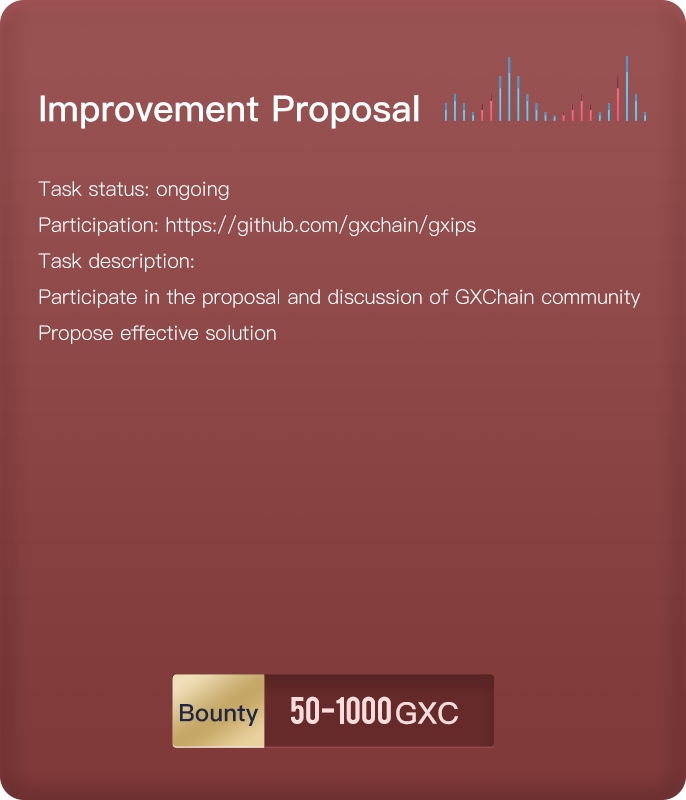 Improvement Proposal
Task status: ongoing
Participation: https://github.com/gxchain/gxips
Task description:
Participate in the proposal and discussion of GXChain community
Propose effective solution
Bounty 50-1000 GXC